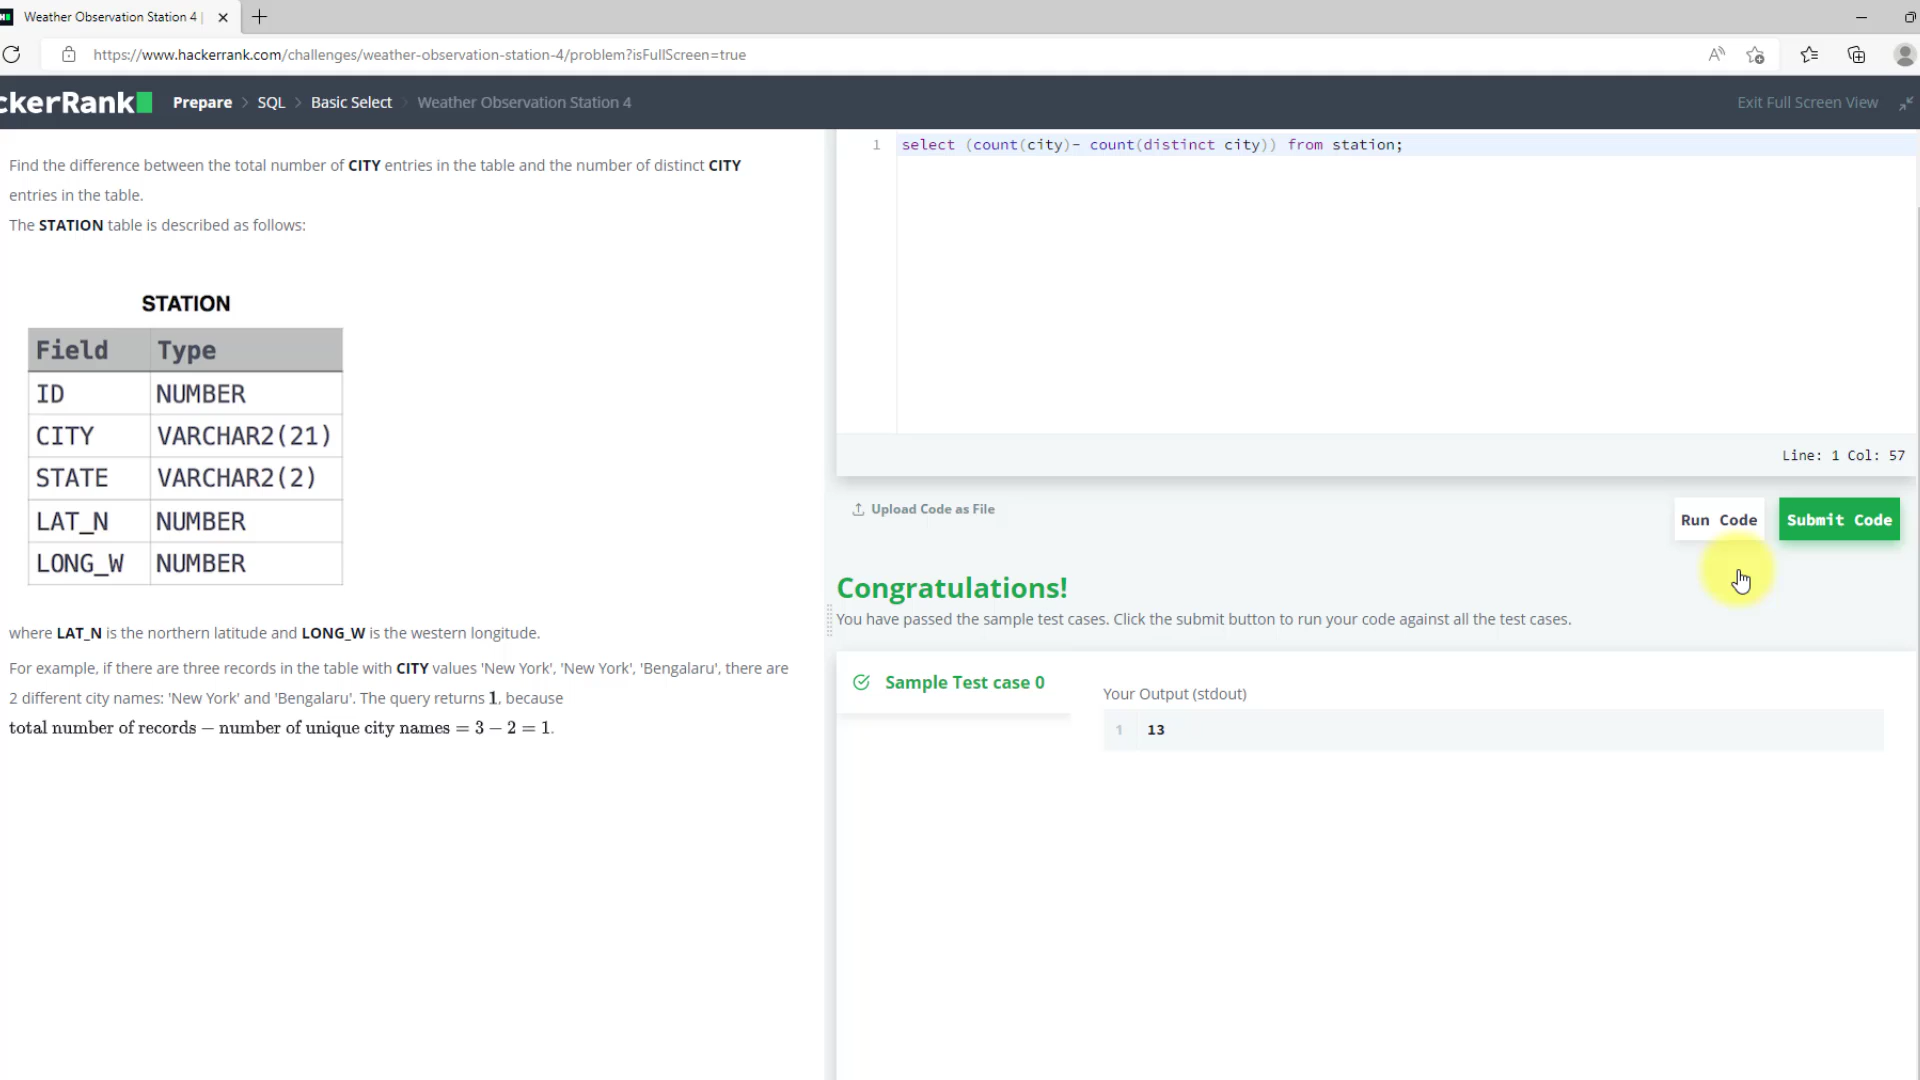 Weather Observation Station 4 |
https://www.hackerrank.com/challenges/weather-observation-station-4/problem?isFullScreen=true
ckerRank Prepare > SQL > Basic Select > Weather Observation Station 4 Exit Full Screen View
Find the difference between the total number of CITY entries in the table and the number of distinct CITY
entries in the table.
The STATION table is described as follows:
STATION
Field Type
ID NUMBER
CITY VARCHAR2(21)
STATE VARCHAR2(2)
LAT_N NUMBER
LONG_W NUMBER
where LAT_N is the northern latitude and LONG_W is the western longitude.
For example, if there are three records in the table with CITY values 'New York', 'New York', 'Bengalaru', there are
2 different city names: 'New York' and 'Bengalaru'. The query returns 1, because
total number of records − number of unique city names = 3 − 2 = 1.
1 select (count(city)- count(distinct city)) from station;
Line: 1 Col: 57
Upload Code as File
Run Code Submit Code
Congratulations!
You have passed the sample test cases. Click the submit button to run your code against all the test cases.
Sample Test case 0
Your Output (stdout)
1 13